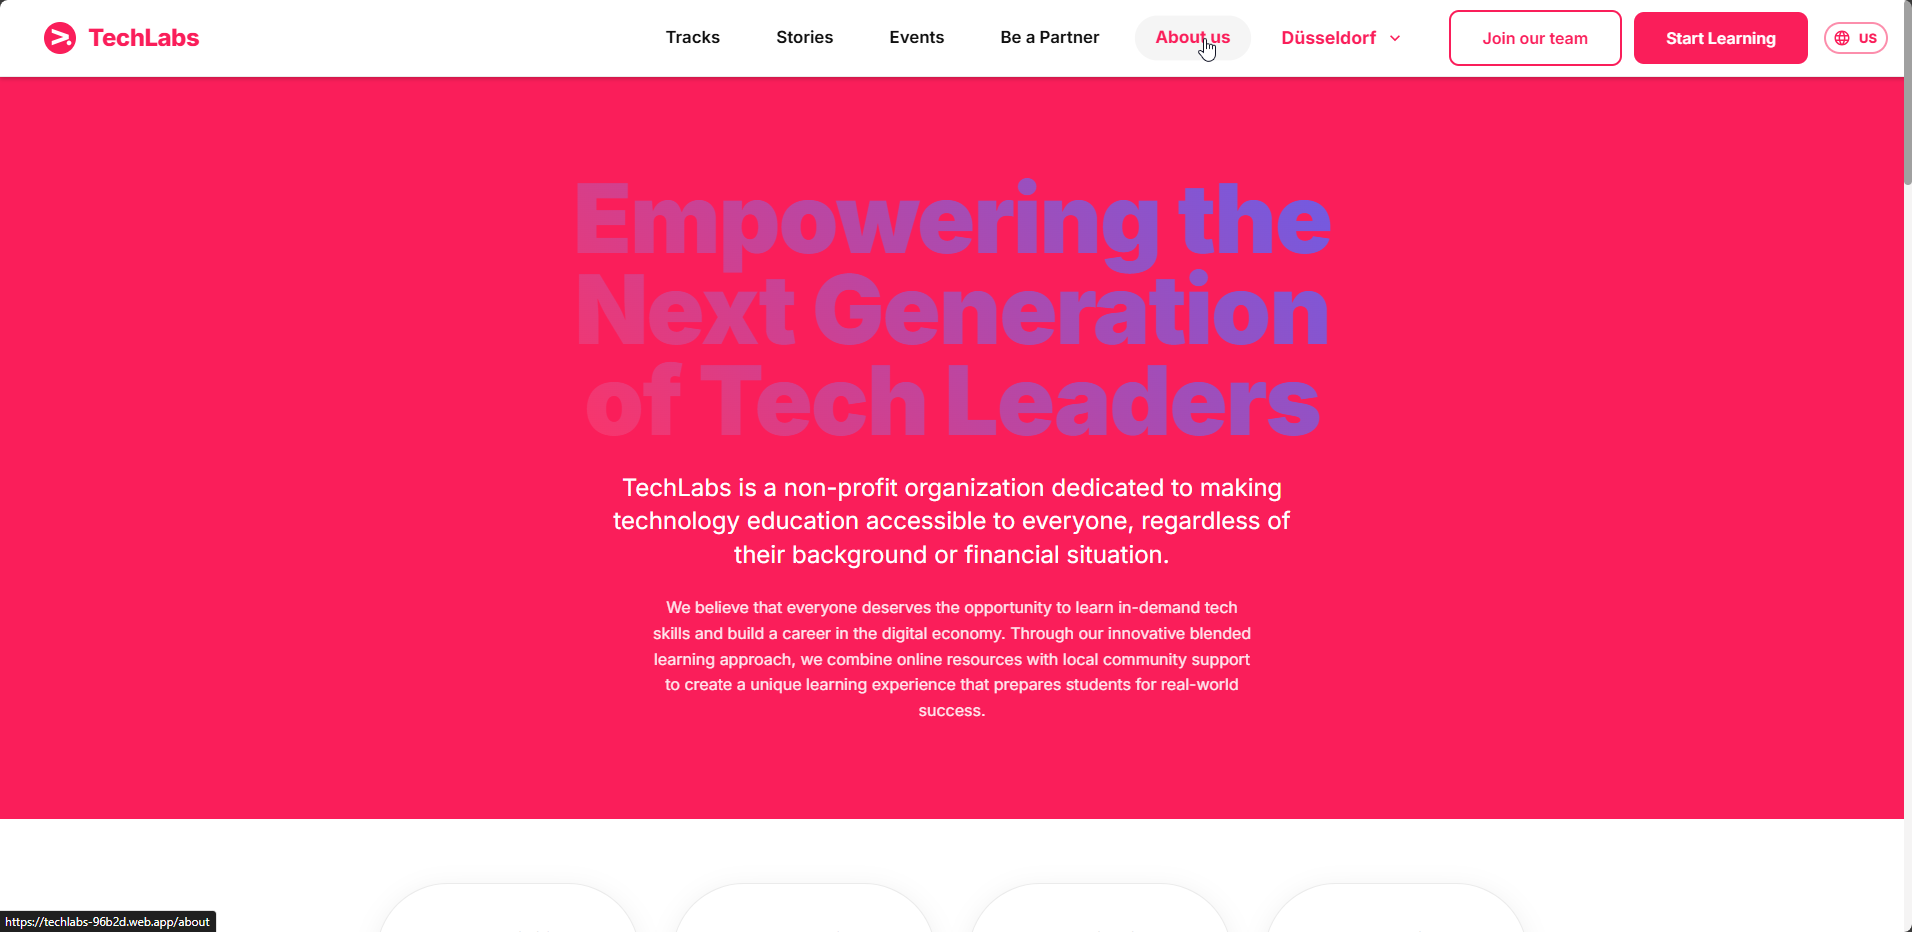 TechLabs
Tracks
Stories
Events
Be a Partner
About us
Düsseldorf
Join our team
Start Learning
US
Empowering the
Next Generation
of Tech Leaders
TechLabs is a non-profit organization dedicated to making
technology education accessible to everyone, regardless of
their background or financial situation.
We believe that everyone deserves the opportunity to learn in-demand tech
skills and build a career in the digital economy. Through our innovative blended
learning approach, we combine online resources with local community support
to create a unique learning experience that prepares students for real-world
success.
https://techlabs-96b2d.web.app/about